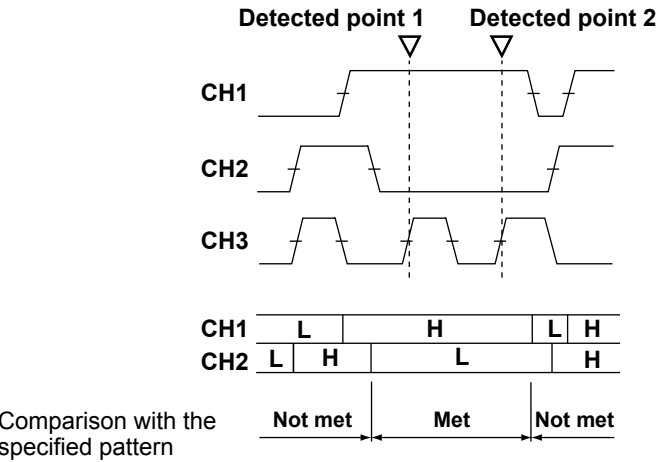 Detected point 1 Detected point 2
CH1
CH2
CH3
CH1 L H L H
CH2 L H L H
Comparison with the Not met Met Not met
specified pattern